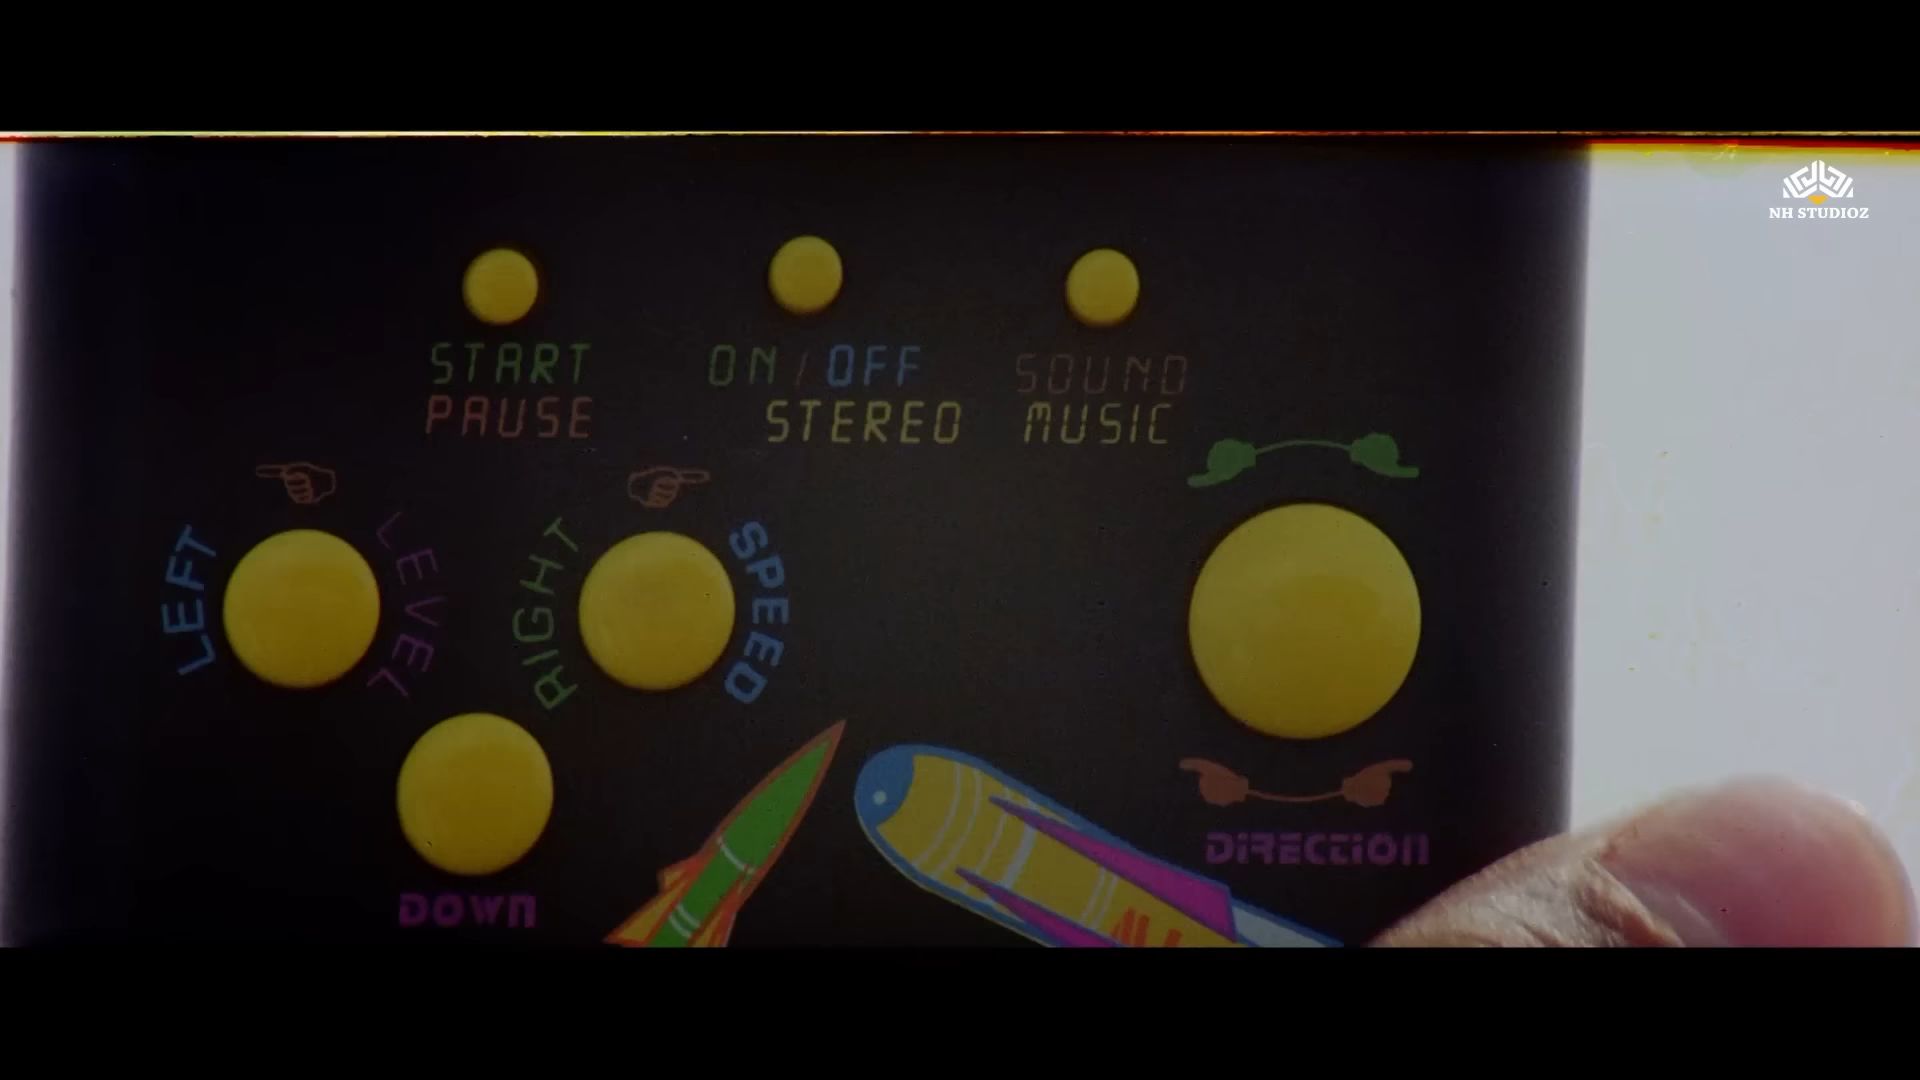 NH STUDIOZ
START
PAUSE
ON/OFF
STEREO
SOUND
MUSIC
LEFT
LEVEL
RIGHT
SPEED
DOWN
DIRECTION